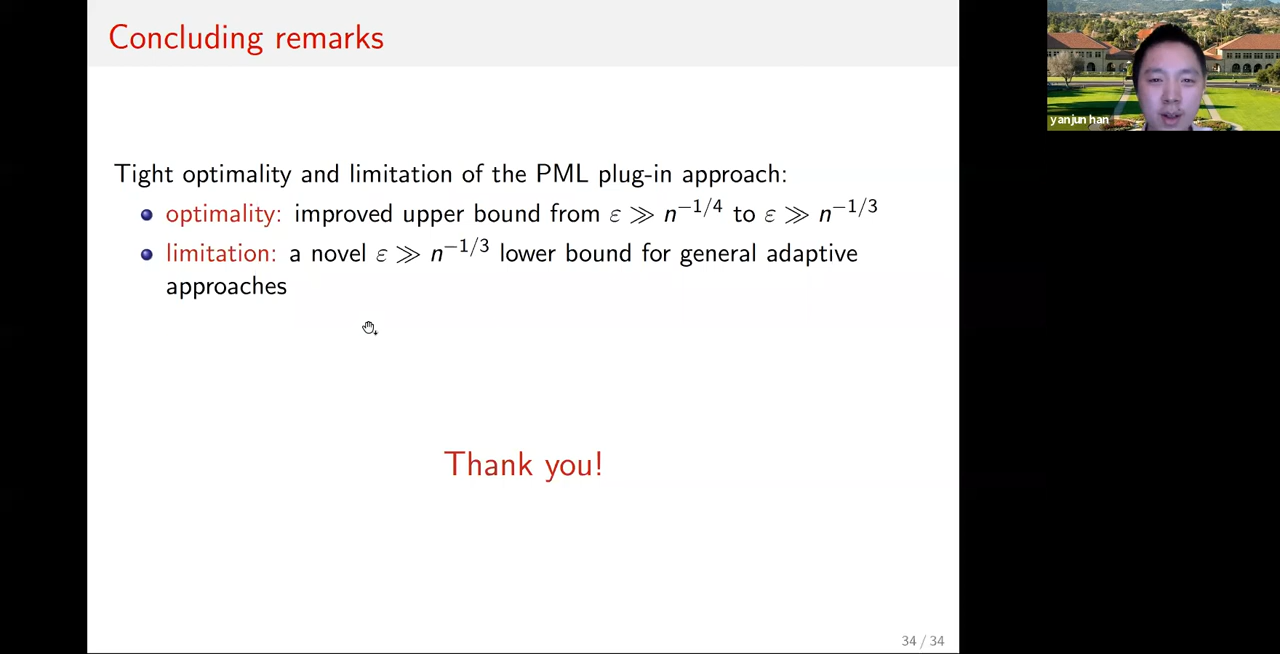 Concluding remarks
yanjun han
Tight optimality and limitation of the PML plug-in approach:
optimality: improved upper bound from ε ≫ n^{-1/4} to ε ≫ n^{-1/3}
limitation: a novel ε ≫ n^{-1/3} lower bound for general adaptive
approaches
Thank you!
34 / 34